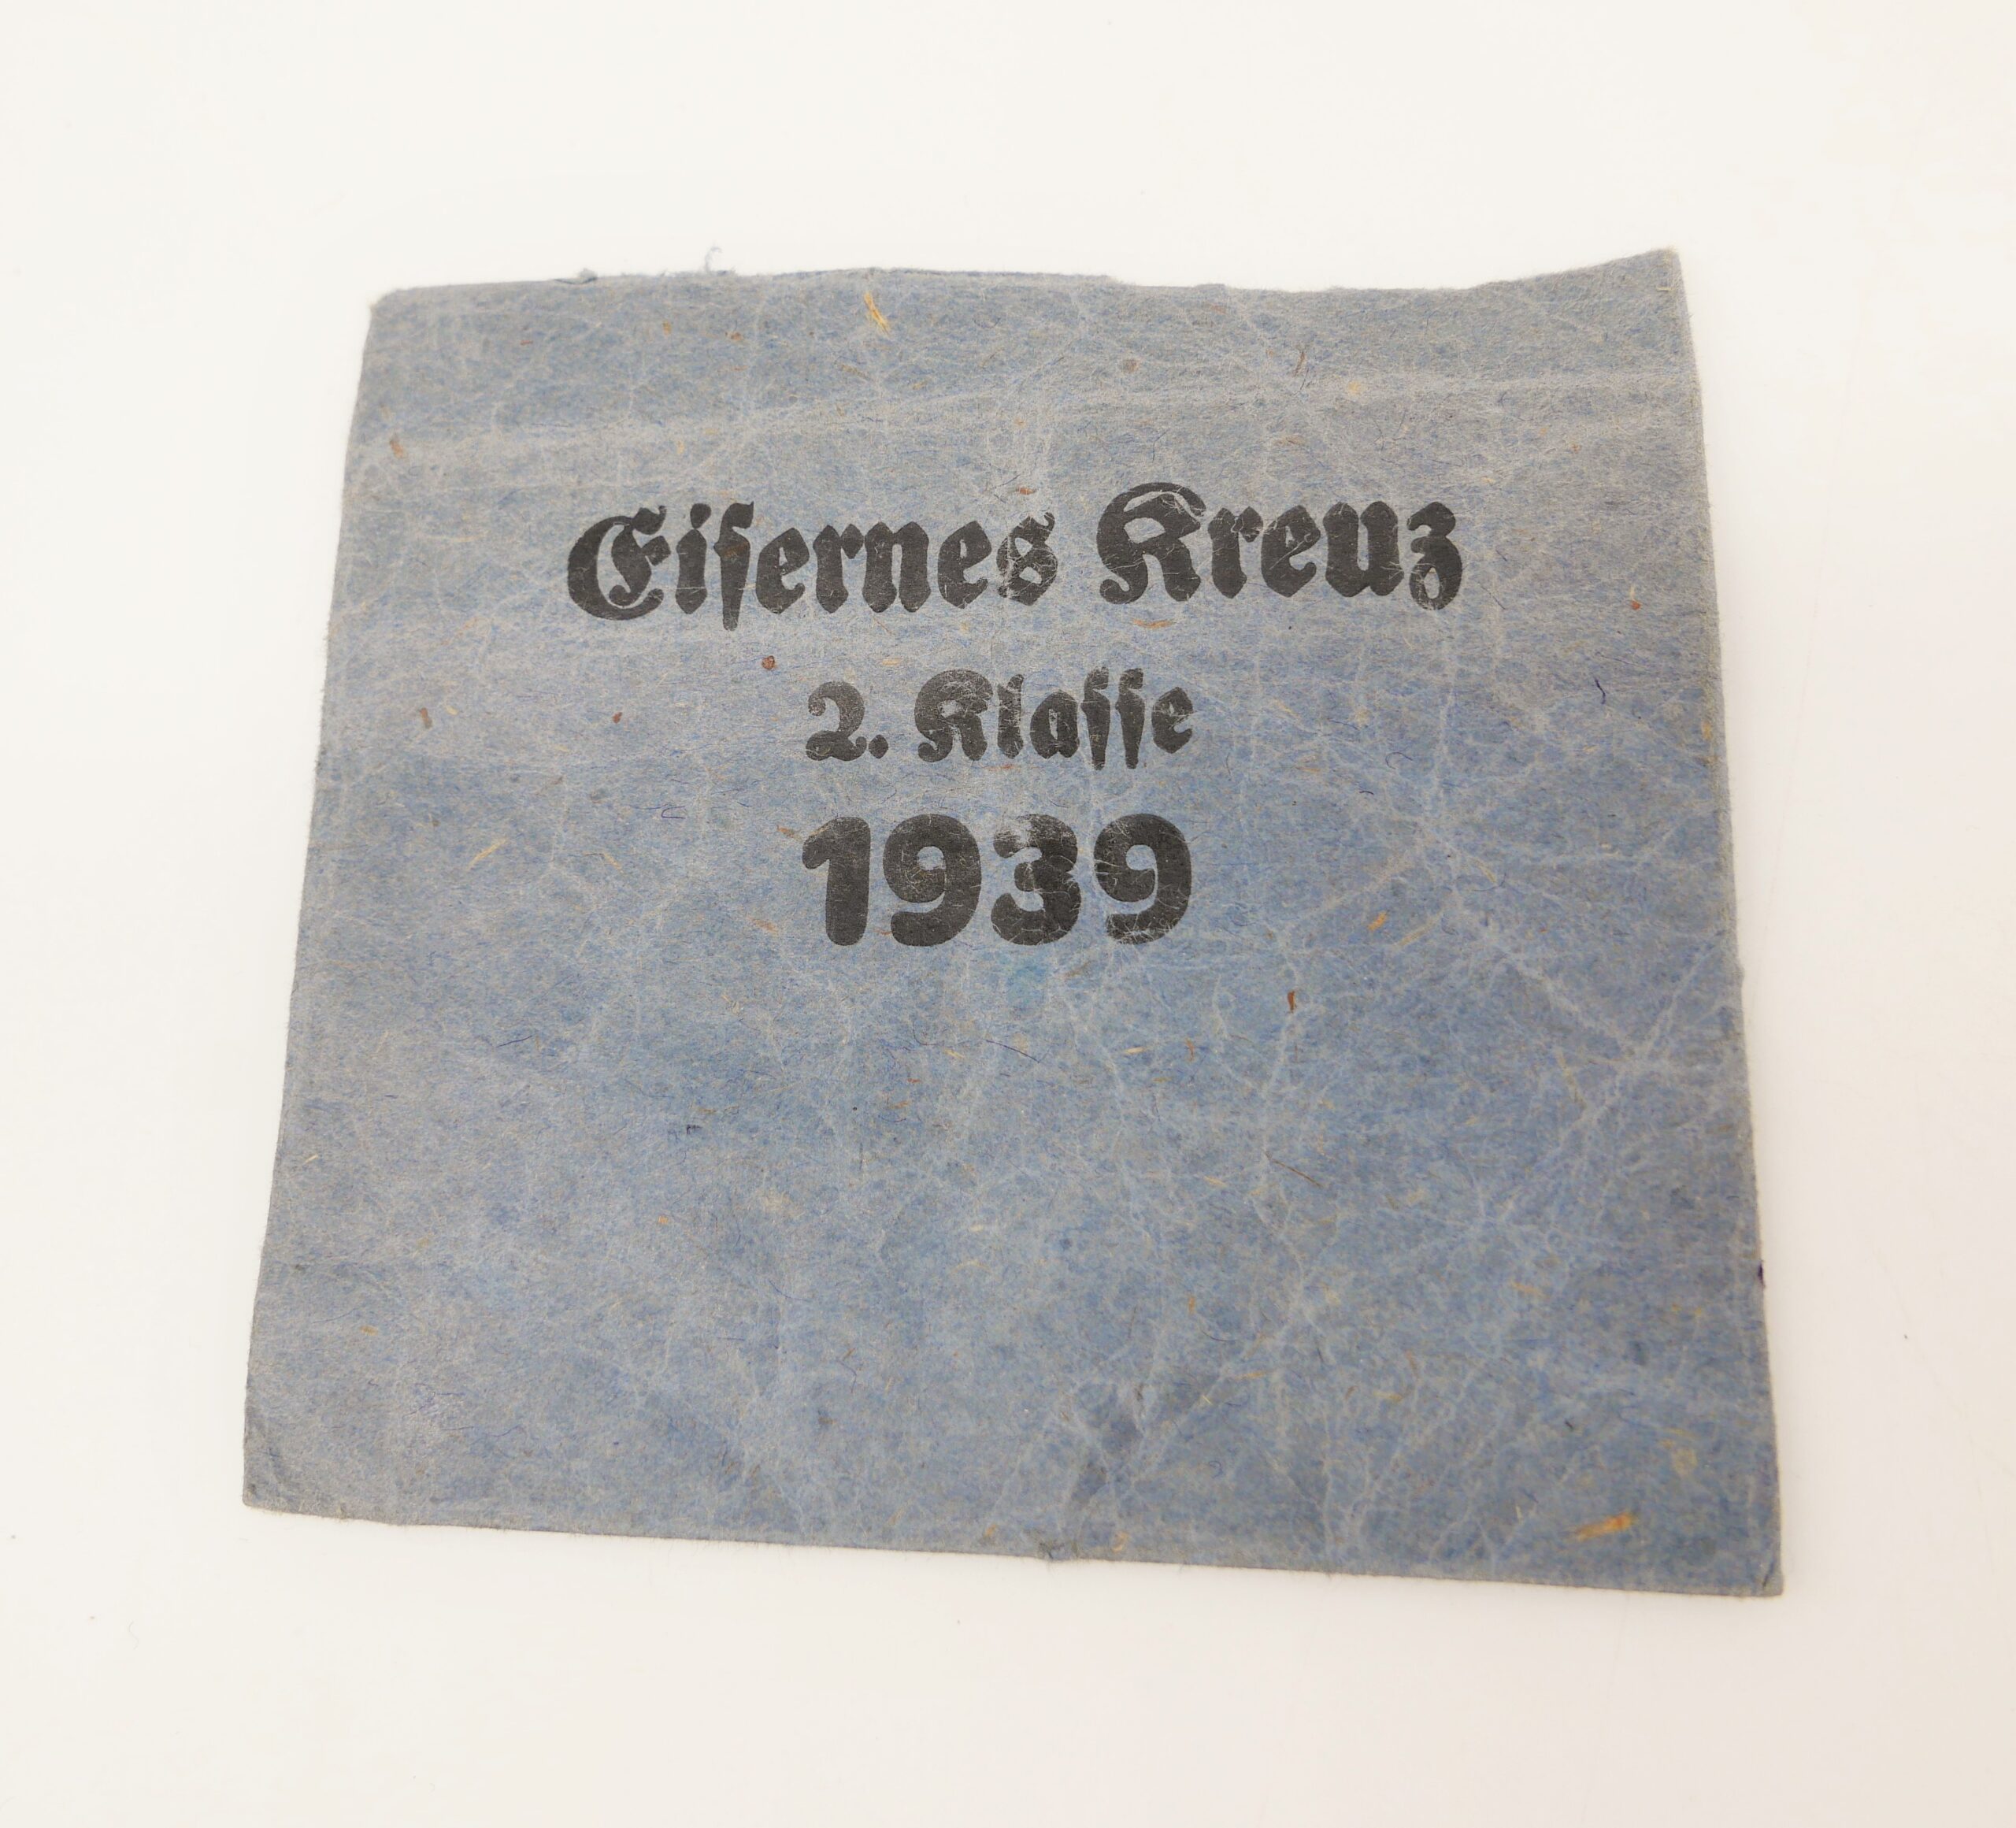 Eiſernes Kreuz
2. Klaſſe
1939